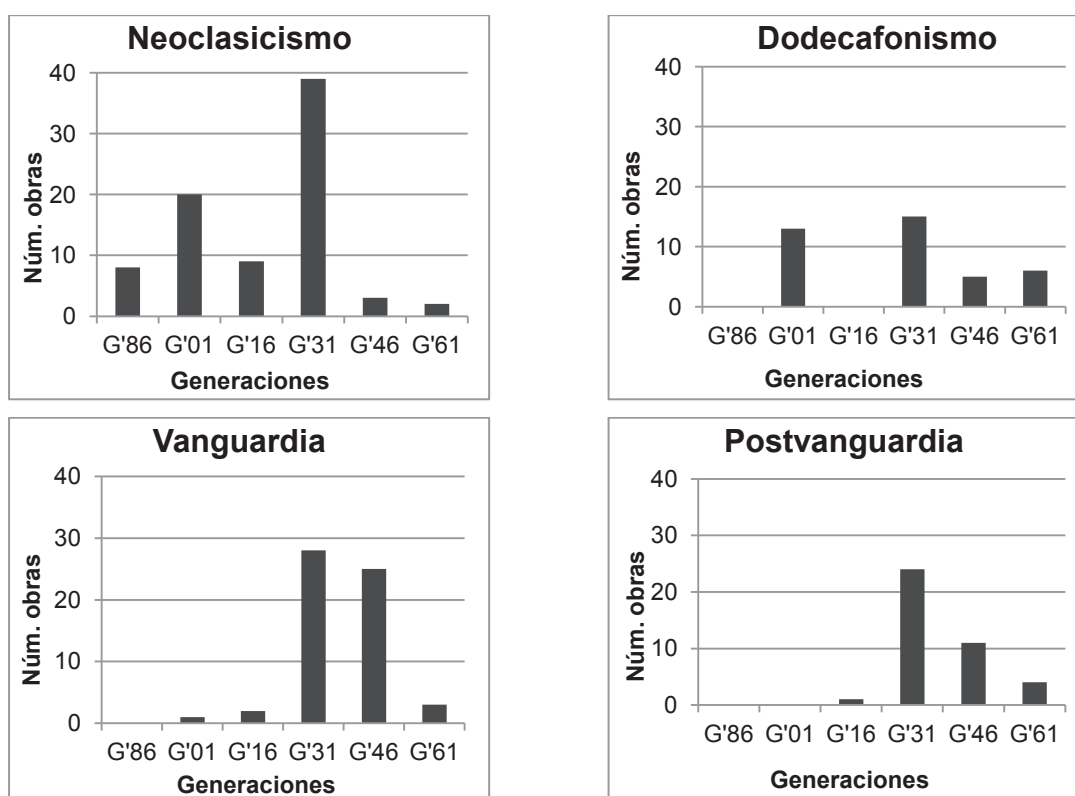 Neoclasicismo
40
30
20
10
0
Núm. obras
G'86 G'01 G'16 G'31 G'46 G'61
Generaciones
Dodecafonismo
40
30
20
10
0
Núm. obras
G'86 G'01 G'16 G'31 G'46 G'61
Generaciones
Vanguardia
40
30
20
10
0
Núm. obras
G'86 G'01 G'16 G'31 G'46 G'61
Generaciones
Postvanguardia
40
30
20
10
0
Núm. obras
G'86 G'01 G'16 G'31 G'46 G'61
Generaciones